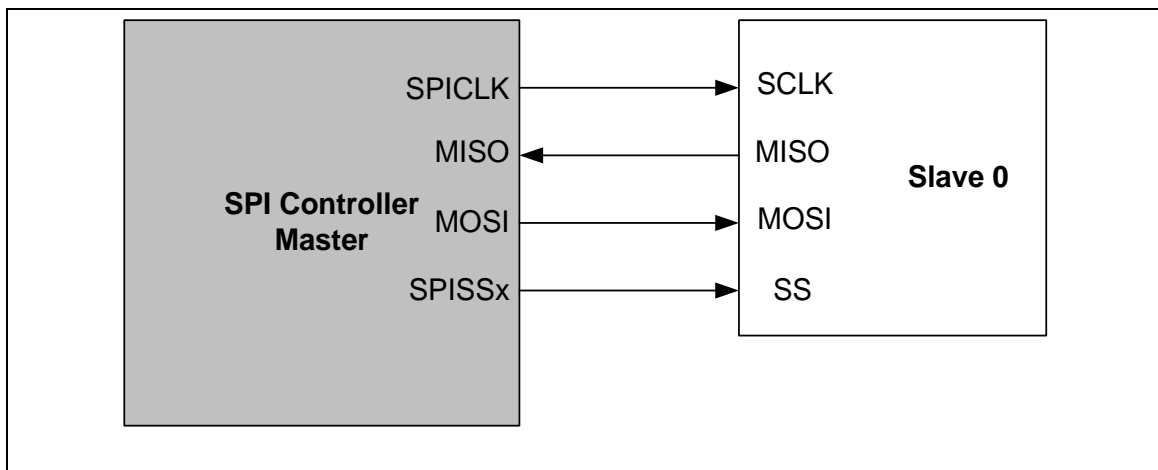 SPICLK
SCLK
MISO
MISO
Slave 0
SPI Controller
Master
MOSI
MOSI
SPISSx
SS